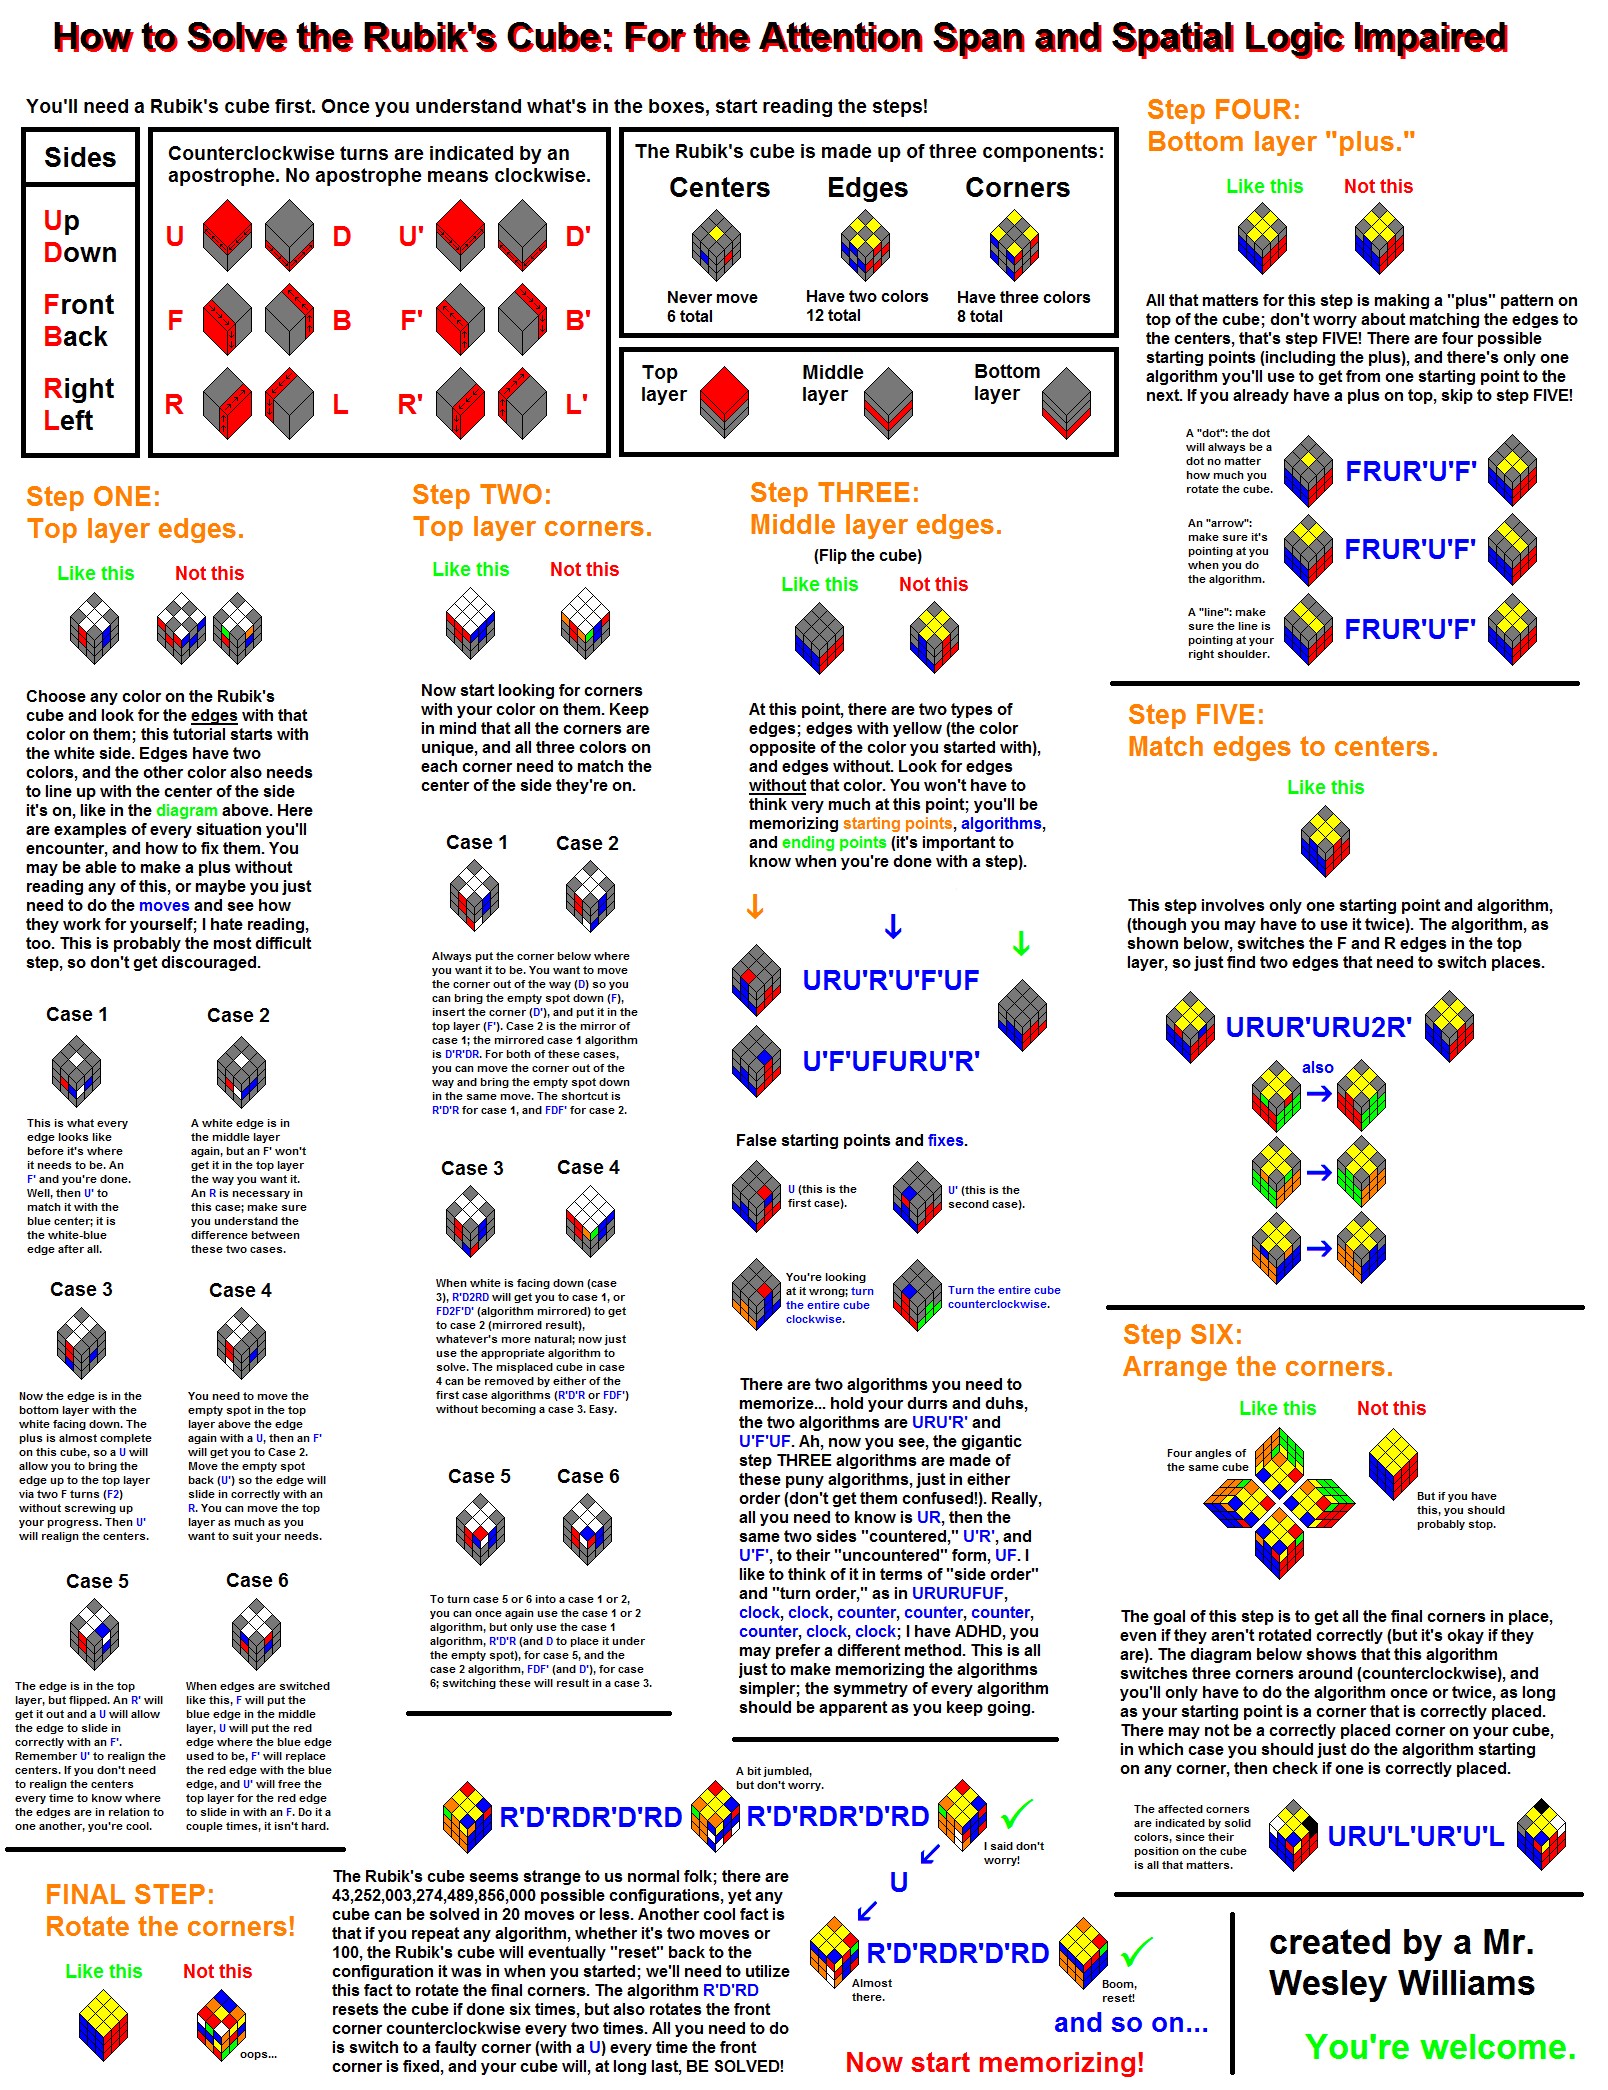 How to Solve the Rubik's Cube: For the Attention Span and Spatial Logic Impaired
You'll need a Rubik's cube first. Once you understand what's in the boxes, start reading the steps!
Sides
Up
Down
Front
Back
Right
Left
Counterclockwise turns are indicated by an
apostrophe. No apostrophe means clockwise.
U D U' D'
F B F' B'
R L R' L'
The Rubik's cube is made up of three components:
Centers Edges Corners
Never move
6 total
Have two colors
12 total
Have three colors
8 total
Top
layer
Middle
layer
Bottom
layer
Step ONE:
Top layer edges.
Like this Not this
Choose any color on the Rubik's
cube and look for the edges with that
color on them; this tutorial starts with
the white side. Edges have two
colors, and the other color also needs
to line up with the center of the side
it's on, like in the diagram above. Here
are examples of every situation you'll
encounter, and how to fix them. You
may be able to make a plus without
reading any of this, or maybe you just
need to do the moves and see how
they work for yourself; I hate reading,
too. This is probably the most difficult
step, so don't get discouraged.
Case 1
This is what every
edge looks like
before it's where
it needs to be. An
F' and you're done.
Well, then U' to
match it with the
blue center; it is
the white-blue
edge after all.
Case 2
A white edge is in
the middle layer
again, but an F' won't
get it in the top layer
the way you want it.
An R is necessary in
this case; make sure
you understand the
difference between
these two cases.
Case 3
Now the edge is in the
bottom layer with the
white facing down. The
plus is almost complete
on this cube, so a U will
allow you to bring the
edge up to the top layer
via two F turns (F2)
without screwing up
your progress. Then U'
will realign the centers.
Case 4
You need to move the
empty spot in the top
layer above the edge
again with a U, then an F'
will get you to Case 2.
Move the empty spot
back (U') so the edge will
slide in correctly with an
R. You can move the top
layer as much as you
want to suit your needs.
Case 5
The edge is in the top
layer, but flipped. An R' will
get it out and a U will allow
the edge to slide in
correctly with an F'.
Remember U' to realign the
centers. If you don't need
to realign the centers
every time to know where
the edges are in relation to
one another, you're cool.
Case 6
When edges are switched
like this, F will put the
blue edge in the middle
layer, U will put the red
edge where the blue edge
used to be, F' will replace
the red edge with the blue
edge, and U' will free the
top layer for the red edge
to slide in with an F. Do it a
couple times, it isn't hard.
Step TWO:
Top layer corners.
Like this Not this
Now start looking for corners
with your color on them. Keep
in mind that all the corners are
unique, and all three colors on
each corner need to match the
center of the side they're on.
Case 1 Case 2
Always put the corner below where
you want it to be. You want to move
the corner out of the way (D) so you
can bring the empty spot down (F),
insert the corner (D'), and put it in the
top layer (F'). Case 2 is the mirror of
case 1; the mirrored case 1 algorithm
is D'R'DR. For both of these cases,
you can move the corner out of the
way and bring the empty spot down
in the same move. The shortcut is
R'D'R for case 1, and FDF' for case 2.
Case 3 Case 4
When white is facing down (case
3), R'D2RD will get you to case 1, or
FD2F'D' (algorithm mirrored) to get
to case 2 (mirrored result),
whatever's more natural; now just
use the appropriate algorithm to
solve. The misplaced cube in case
4 can be removed by either of the
first case algorithms (R'D'R or FDF')
without becoming a case 3. Easy.
Case 5 Case 6
To turn case 5 or 6 into a case 1 or 2,
you can once again use the case 1 or 2
algorithm, but only use the case 1
algorithm, R'D'R (and D to place it under
the empty spot), for case 5, and the
case 2 algorithm, FDF' (and D'), for case
6; switching these will result in a case 3.
Step THREE:
Middle layer edges.
(Flip the cube)
Like this Not this
At this point, there are two types of
edges; edges with yellow (the color
opposite of the color you started with),
and edges without. Look for edges
without that color. You won't have to
think very much at this point; you'll be
memorizing starting points, algorithms,
and ending points (it's important to
know when you're done with a step).
URU'R'U'F'UF
U'F'UFURU'R'
False starting points and fixes.
U (this is the
first case).
U' (this is the
second case).
You're looking
at it wrong; turn
the entire cube
clockwise.
Turn the entire cube
counterclockwise.
There are two algorithms you need to
memorize... hold your durrs and duhs,
the two algorithms are URU'R' and
U'F'UF. Ah, now you see, the gigantic
step THREE algorithms are made of
these puny algorithms, just in either
order (don't get them confused!). Really,
all you need to know is UR, then the
same two sides "countered," U'R', and
U'F', to their "uncountered" form, UF. I
like to think of it in terms of "side order"
and "turn order," as in URURUFUF,
clock, clock, counter, counter, counter,
counter, clock, clock; I have ADHD, you
may prefer a different method. This is all
just to make memorizing the algorithms
simpler; the symmetry of every algorithm
should be apparent as you keep going.
Step FOUR:
Bottom layer "plus."
Like this Not this
All that matters for this step is making a "plus" pattern on
top of the cube; don't worry about matching the edges to
the centers, that's step FIVE! There are four possible
starting points (including the plus), and there's only one
algorithm you'll use to get from one starting point to the
next. If you already have a plus on top, skip to step FIVE!
A "dot": the dot
will always be a
dot no matter
how much you
rotate the cube.
FRUR'U'F'
An "arrow":
make sure it's
pointing at you
when you do
the algorithm.
FRUR'U'F'
A "line": make
sure the line is
pointing at your
right shoulder.
FRUR'U'F'
Step FIVE:
Match edges to centers.
Like this
This step involves only one starting point and algorithm,
(though you may have to use it twice). The algorithm, as
shown below, switches the F and R edges in the top
layer, so just find two edges that need to switch places.
URUR'URU2R'
also
Step SIX:
Arrange the corners.
Like this Not this
Four angles of
the same cube
But if you have
this, you should
probably stop.
The goal of this step is to get all the final corners in place,
even if they aren't rotated correctly (but it's okay if they
are). The diagram below shows that this algorithm
switches three corners around (counterclockwise), and
you'll only have to do the algorithm once or twice, as long
as your starting point is a corner that is correctly placed.
There may not be a correctly placed corner on your cube,
in which case you should just do the algorithm starting
on any corner, then check if one is correctly placed.
The affected corners
are indicated by solid
colors, since their
position on the cube
is all that matters.
URU'L'UR'U'L
FINAL STEP:
Rotate the corners!
Like this Not this
oops...
The Rubik's cube seems strange to us normal folk; there are
43,252,003,274,489,856,000 possible configurations, yet any
cube can be solved in 20 moves or less. Another cool fact is
that if you repeat any algorithm, whether it's two moves or
100, the Rubik's cube will eventually "reset" back to the
configuration it was in when you started; we'll need to utilize
this fact to rotate the final corners. The algorithm R'D'RD
resets the cube if done six times, but also rotates the front
corner counterclockwise every two times. All you need to do
is switch to a faulty corner (with a U) every time the front
corner is fixed, and your cube will, at long last, BE SOLVED!
R'D'RDR'D'RD
A bit jumbled,
but don't worry.
R'D'RDR'D'RD
I said don't
worry!
U
Almost
there.
R'D'RDR'D'RD
Boom,
reset!
and so on...
Now start memorizing!
created by a Mr.
Wesley Williams
You're welcome.